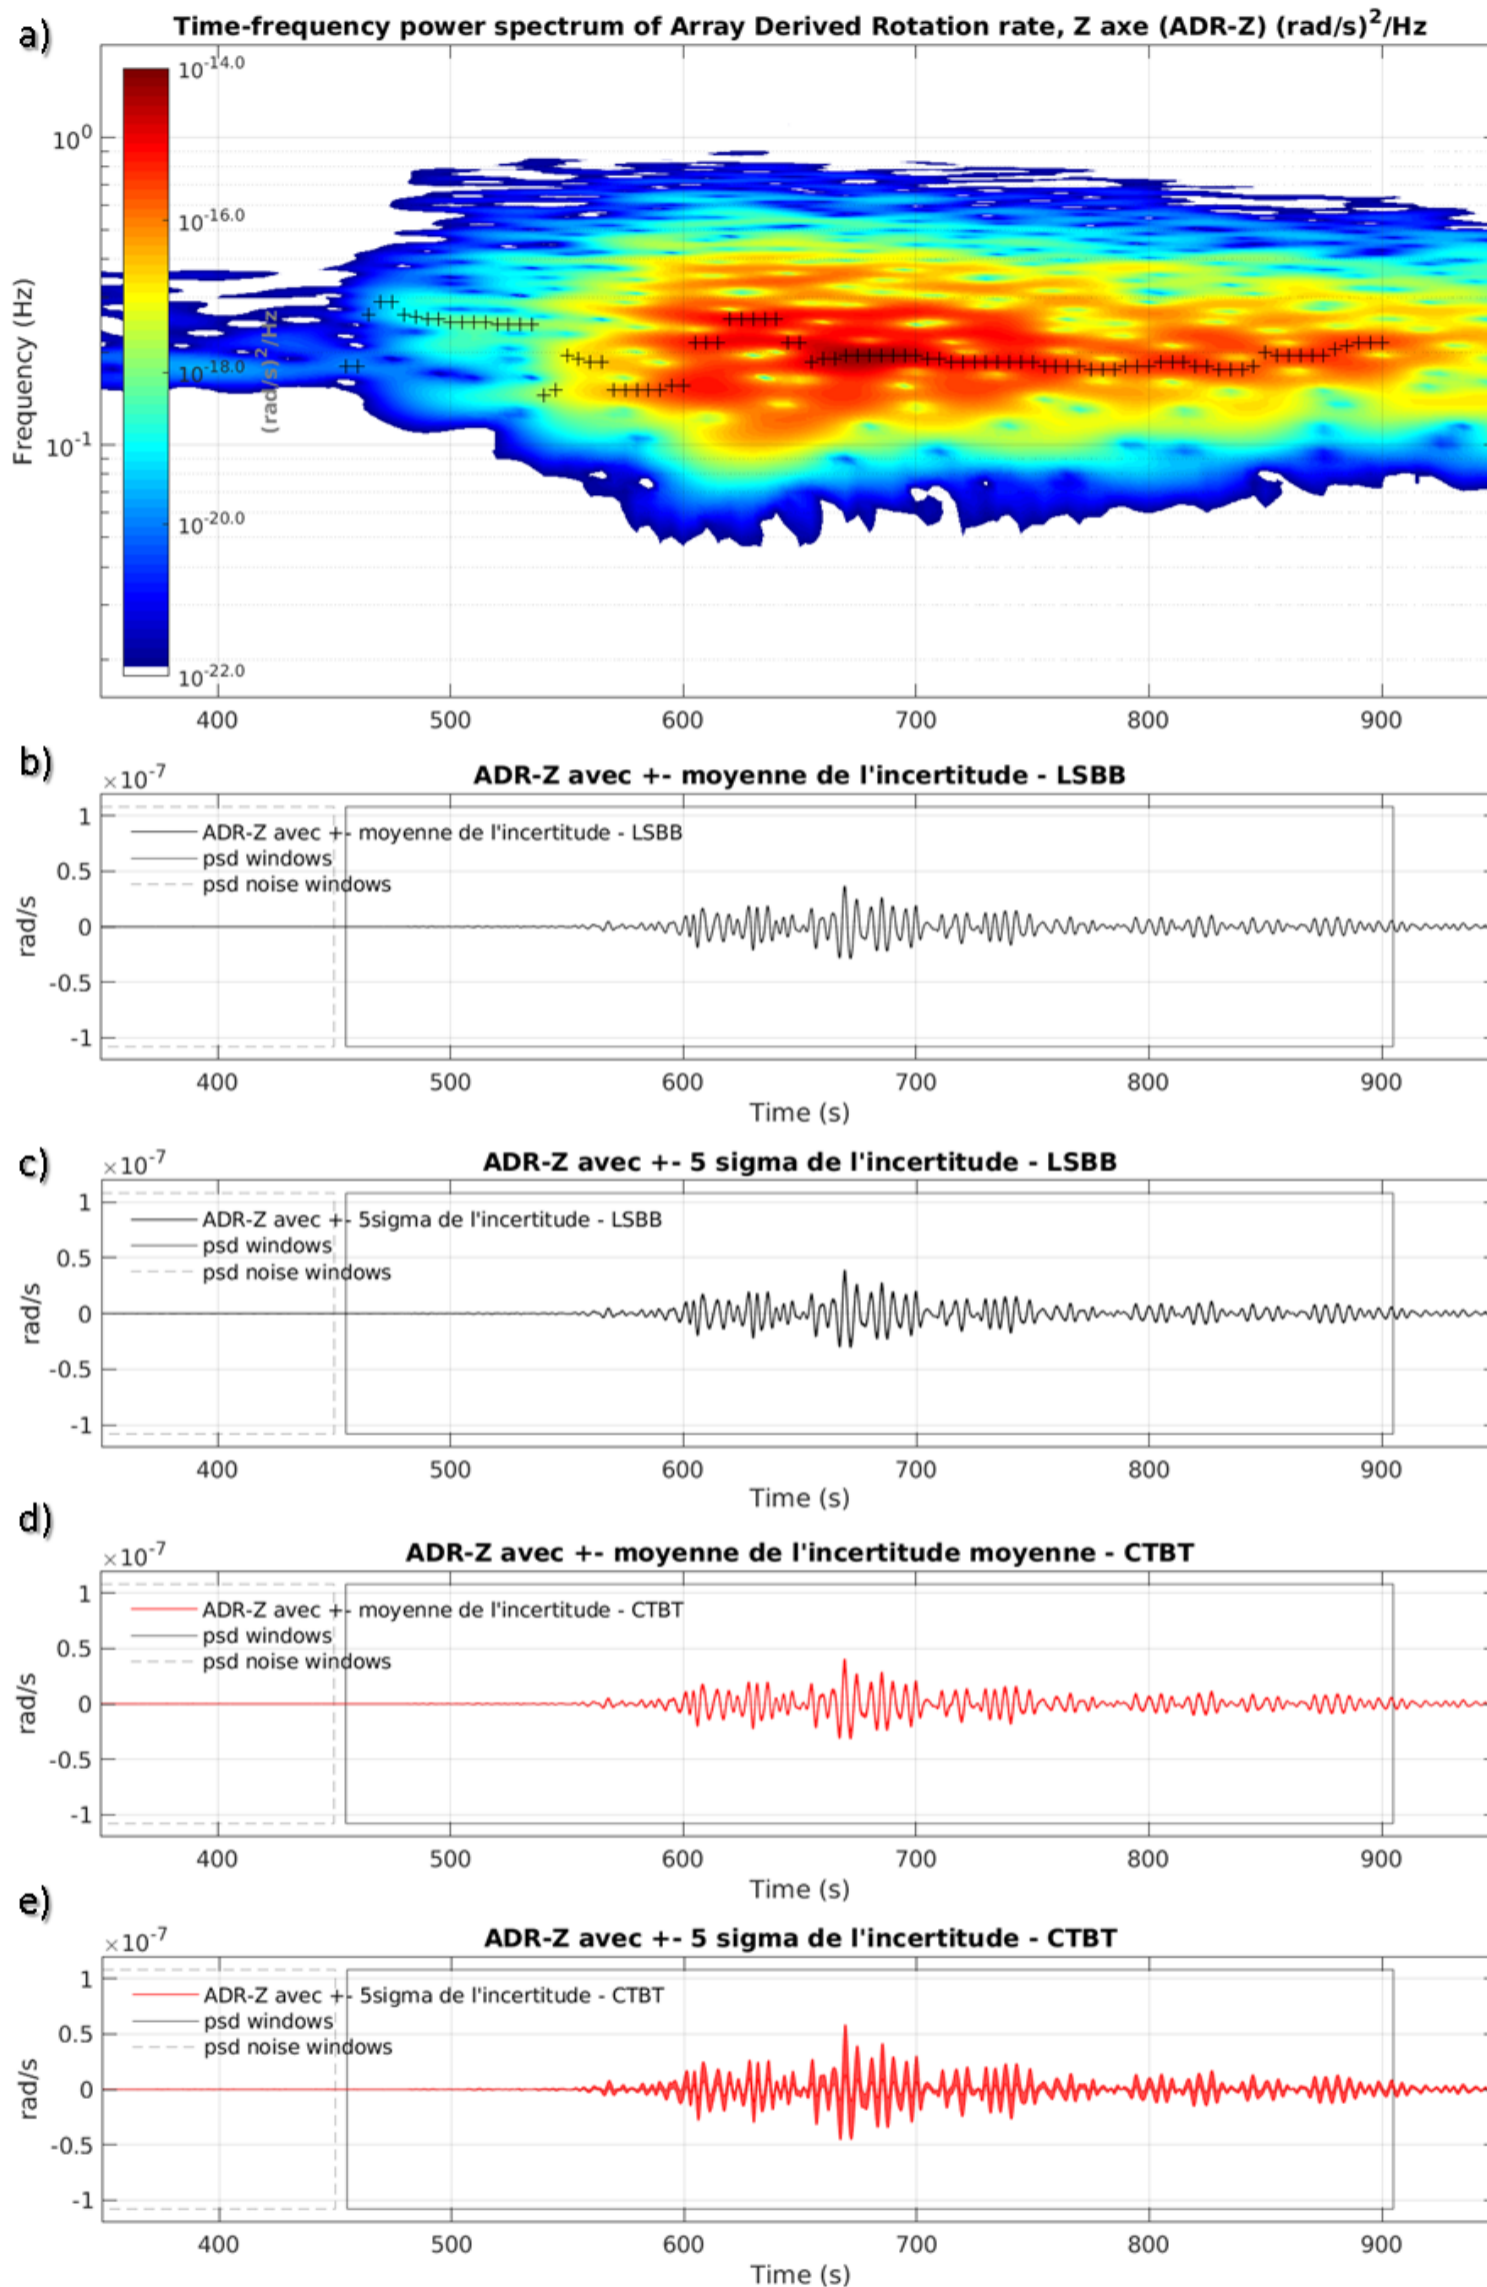 a)
Time-frequency power spectrum of Array Derived Rotation rate, Z axe (ADR-Z) (rad/s)²/Hz
10⁻¹⁴·⁰
10⁰
10⁻¹⁶·⁰
Frequency (Hz)
(rad/s)²/Hz
10⁻¹⁸·⁰
10⁻¹
10⁻²⁰·⁰
10⁻²²·⁰
400 500 600 700 800 900
b)
×10⁻⁷
ADR-Z avec +- moyenne de l'incertitude - LSBB
1
ADR-Z avec +- moyenne de l'incertitude - LSBB
psd windows
0.5
psd noise windows
rad/s
0
-0.5
-1
400 500 600 700 800 900
Time (s)
c)
×10⁻⁷
ADR-Z avec +- 5 sigma de l'incertitude - LSBB
1
ADR-Z avec +- 5sigma de l'incertitude - LSBB
psd windows
0.5
psd noise windows
rad/s
0
-0.5
-1
400 500 600 700 800 900
Time (s)
d)
×10⁻⁷
ADR-Z avec +- moyenne de l'incertitude moyenne - CTBT
1
ADR-Z avec +- moyenne de l'incertitude - CTBT
psd windows
0.5
psd noise windows
rad/s
0
-0.5
-1
400 500 600 700 800 900
Time (s)
e)
×10⁻⁷
ADR-Z avec +- 5 sigma de l'incertitude - CTBT
1
ADR-Z avec +- 5sigma de l'incertitude - CTBT
psd windows
0.5
psd noise windows
rad/s
0
-0.5
-1
400 500 600 700 800 900
Time (s)